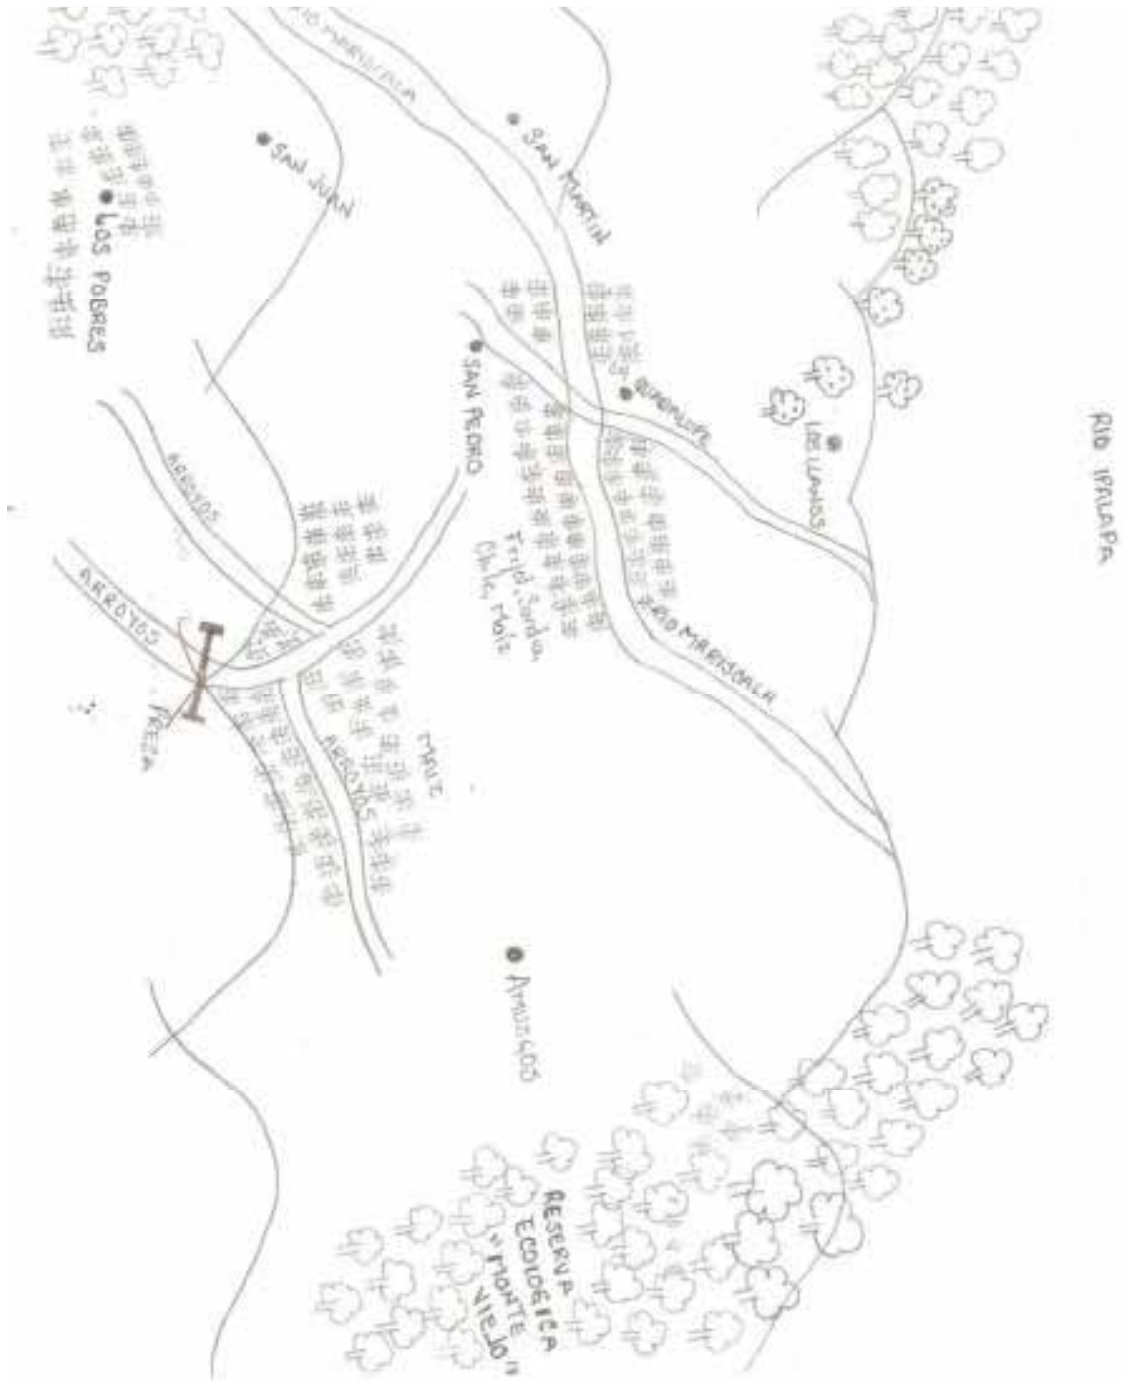 RIO MARISCALA
SAN MARTIN
SAN JUAN
LOS POBRES
SAN PEDRO
GUADALUPE
LOS LLANOS
RIO IPALAPA
ARROYOS
ARROYOS
PREZA
ARROYOS
MAIZ
Frijol, Sandia,
Chile, Maiz
RIO MARISCALA
AMUZGOS
RESERVA
ECOLOGICA
"MONTE
VIEJO"